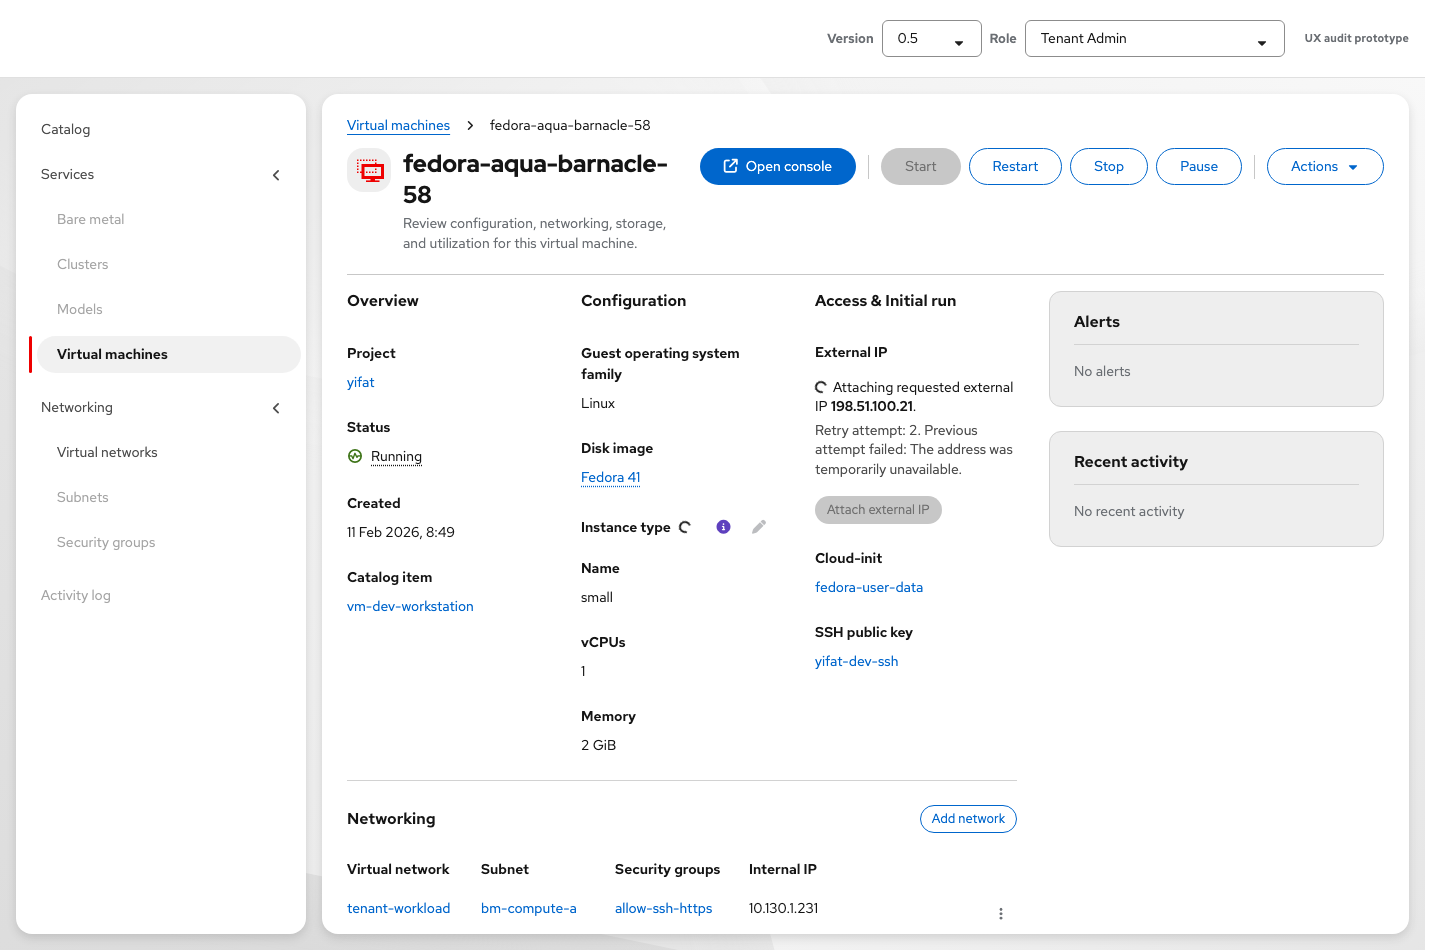 Version
0.5
Role
Tenant Admin
UX audit prototype
Catalog
Services
Bare metal
Clusters
Models
Virtual machines
Networking
Virtual networks
Subnets
Security groups
Activity log
Virtual machines > fedora-aqua-barnacle-58
fedora-aqua-barnacle-
58
Review configuration, networking, storage,
and utilization for this virtual machine.
Open console
Start
Restart
Stop
Pause
Actions
Overview
Project
yifat
Status
Running
Created
11 Feb 2026, 8:49
Catalog item
vm-dev-workstation
Configuration
Guest operating system
family
Linux
Disk image
Fedora 41
Instance type
Name
small
vCPUs
1
Memory
2 GiB
Access & Initial run
External IP
Attaching requested external
IP 198.51.100.21.
Retry attempt: 2. Previous
attempt failed: The address was
temporarily unavailable.
Attach external IP
Cloud-init
fedora-user-data
SSH public key
yifat-dev-ssh
Alerts
No alerts
Recent activity
No recent activity
Networking
Add network
Virtual network Subnet Security groups Internal IP
tenant-workload bm-compute-a allow-ssh-https 10.130.1.231